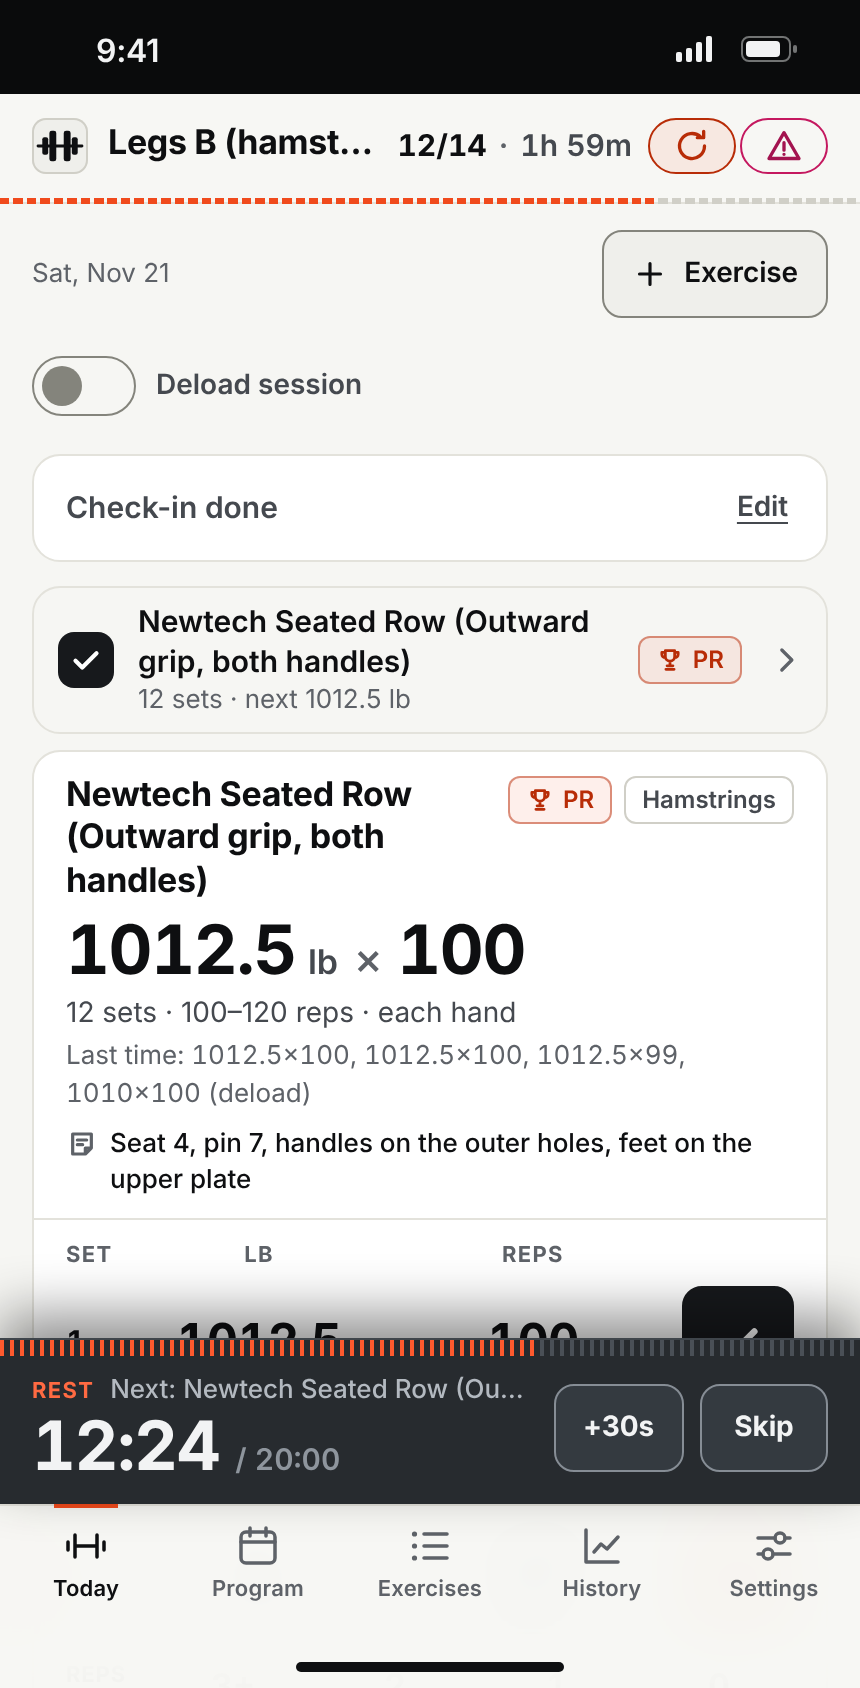 9:41
Legs B (hamst... 12/14 · 1h 59m
Sat, Nov 21
Exercise
Deload session
Check-in done
Edit
Newtech Seated Row (Outward
grip, both handles)
12 sets · next 1012.5 lb
PR
Newtech Seated Row
(Outward grip, both
handles)
PR
Hamstrings
1012.5 lb × 100
12 sets · 100–120 reps · each hand
Last time: 1012.5×100, 1012.5×100, 1012.5×99,
1010×100 (deload)
Seat 4, pin 7, handles on the outer holes, feet on the
upper plate
SET LB REPS
1 1012.5 100
REST Next: Newtech Seated Row (Ou...
12:24 / 20:00
+30s
Skip
Today
Program
Exercises
History
Settings
REPS